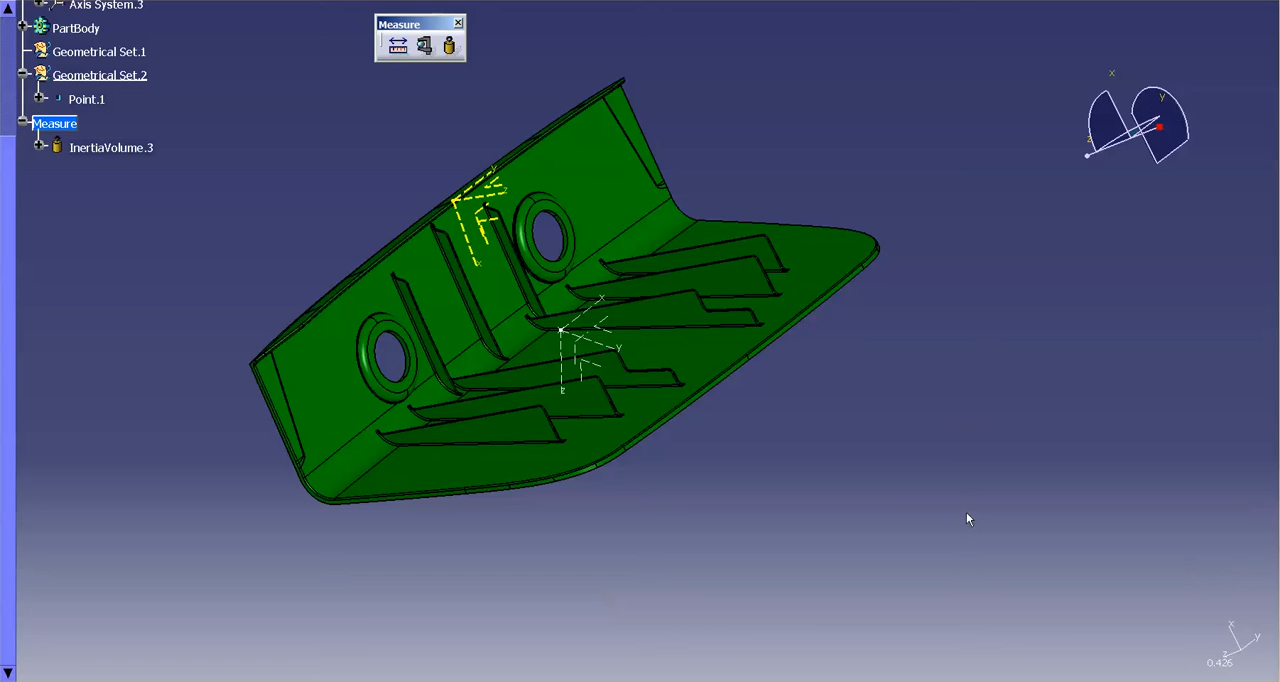 Axis System.3
PartBody
Geometrical Set.1
Geometrical Set.2
Point.1
Measure
InertiaVolume.3
Measure
x
y
z
y
z
x
x
y
z
x
y
z
0.426